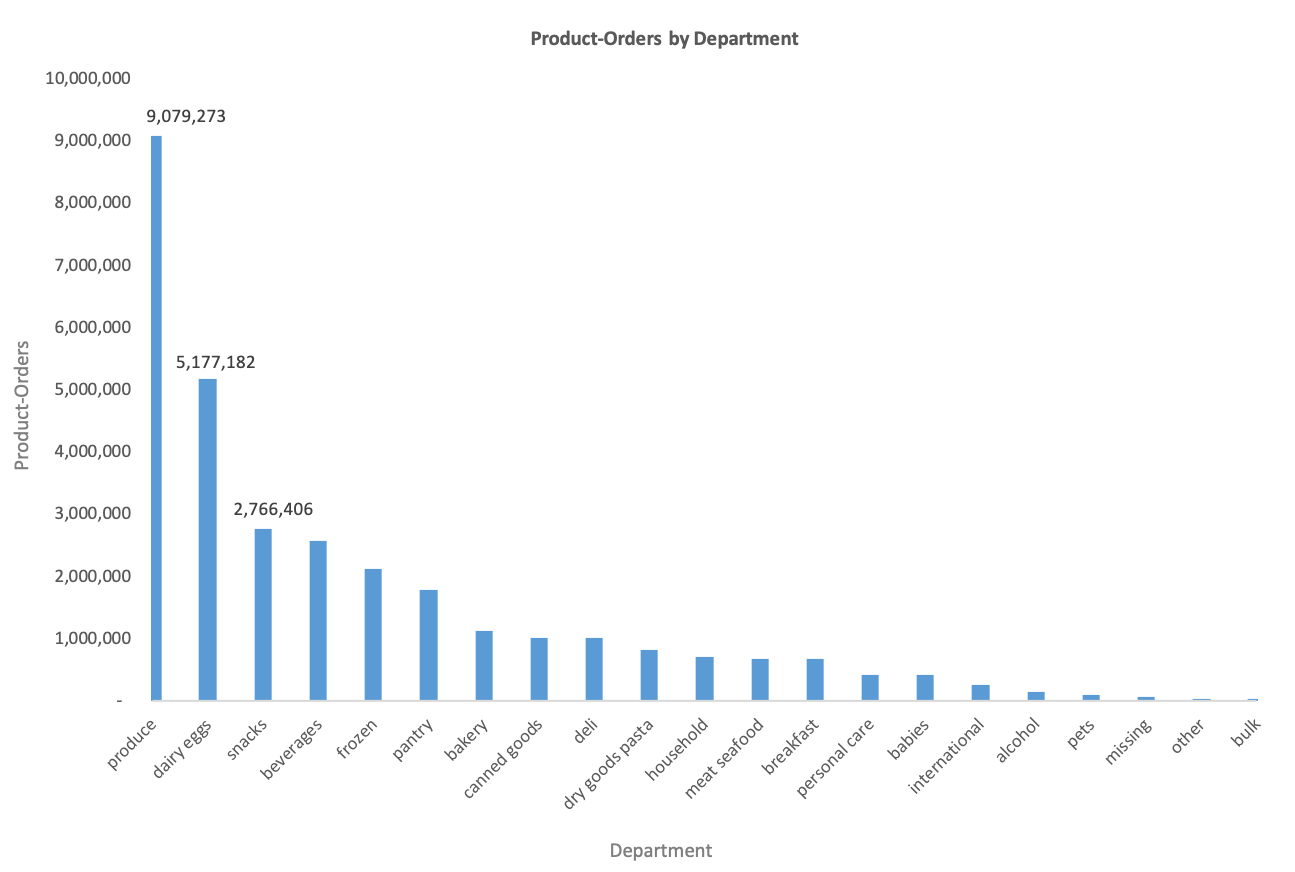 Product-Orders by Department
10,000,000
9,000,000
8,000,000
7,000,000
6,000,000
5,000,000
4,000,000
3,000,000
2,000,000
1,000,000
-
Product-Orders
9,079,273
5,177,182
2,766,406
produce
dairy eggs
snacks
beverages
frozen
pantry
bakery
canned goods
deli
dry goods pasta
household
meat seafood
breakfast
personal care
babies
international
alcohol
pets
missing
other
bulk
Department